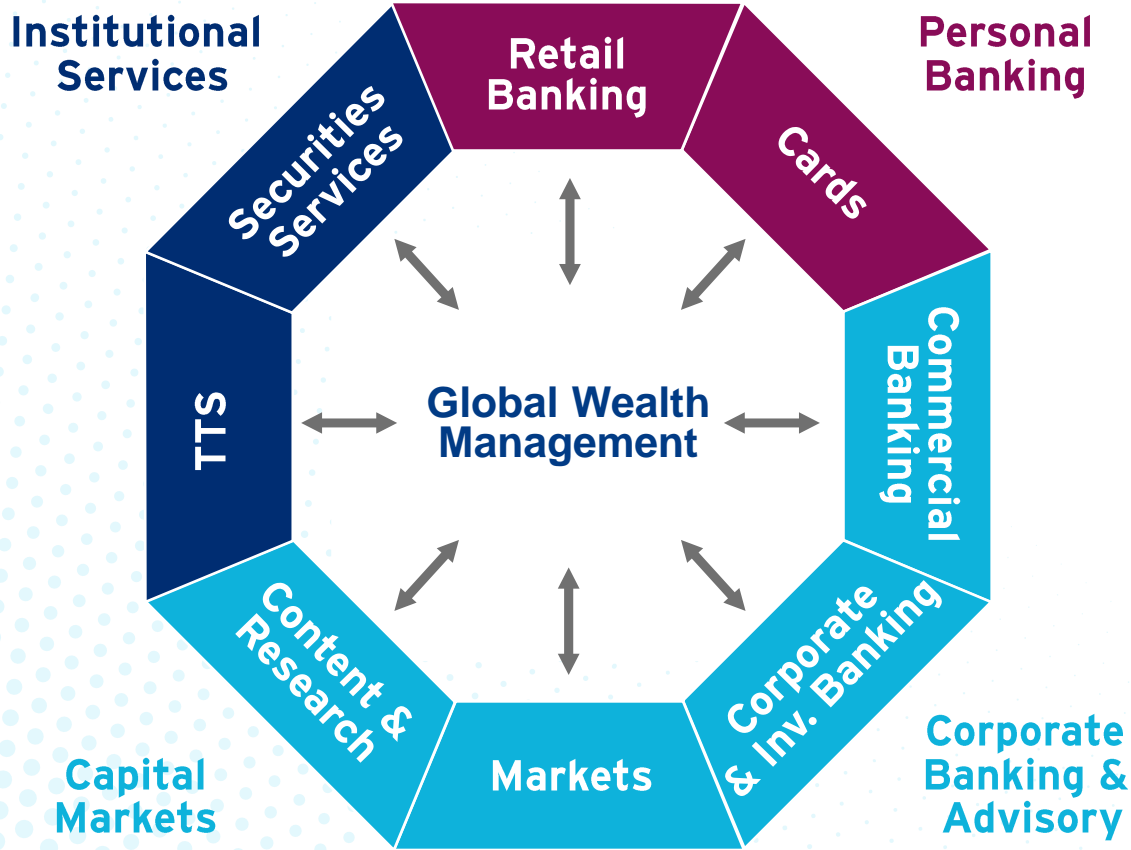 Institutional
Services
Personal
Banking
Retail
Banking
Securities
Services
Cards
TTS
Global Wealth
Management
Commercial
Banking
Content &
Research
Corporate
& Inv. Banking
Markets
Capital
Markets
Corporate
Banking &
Advisory